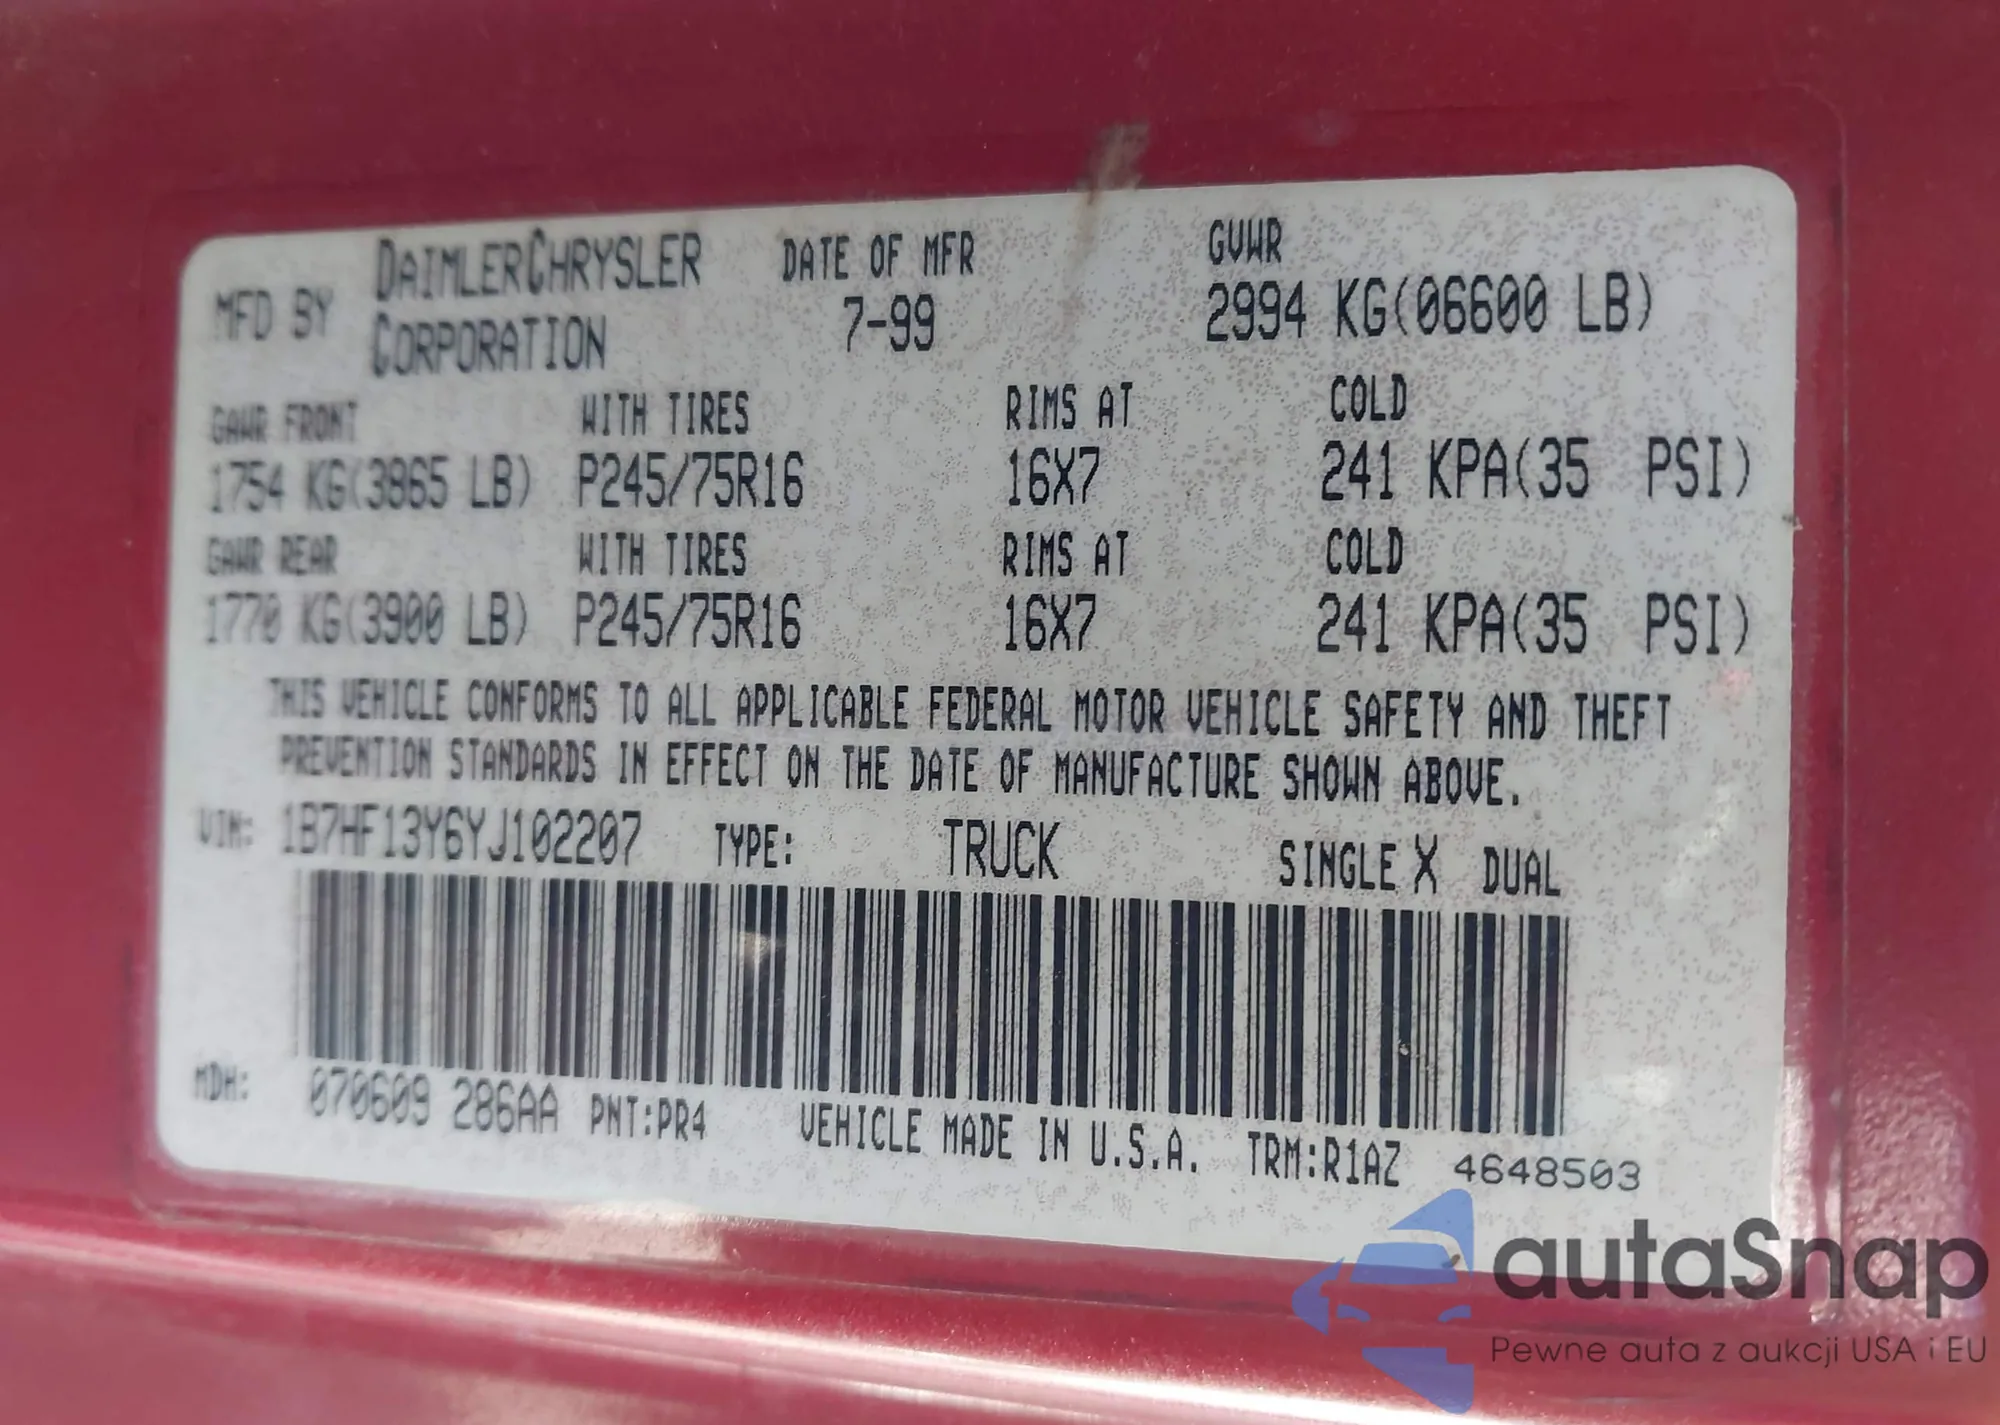 MFD BY DAIMLERCHRYSLER CORPORATION DATE OF MFR 7-99 GVWR 2994 KG(06600 LB)
GAWR FRONT WITH TIRES RIMS AT COLD
1754 KG(3865 LB) P245/75R16 16X7 241 KPA(35 PSI)
GAWR REAR WITH TIRES RIMS AT COLD
1770 KG(3900 LB) P245/75R16 16X7 241 KPA(35 PSI)
THIS VEHICLE CONFORMS TO ALL APPLICABLE FEDERAL MOTOR VEHICLE SAFETY AND THEFT
PREVENTION STANDARDS IN EFFECT ON THE DATE OF MANUFACTURE SHOWN ABOVE.
VIN: 1B7HF13Y6YJ102207 TYPE: TRUCK SINGLE X DUAL
MDH: 070609 286AA PNT:PR4 VEHICLE MADE IN U.S.A. TRM:R1AZ 4648503
autaSnap
Pewne auta z aukcji USA i EU